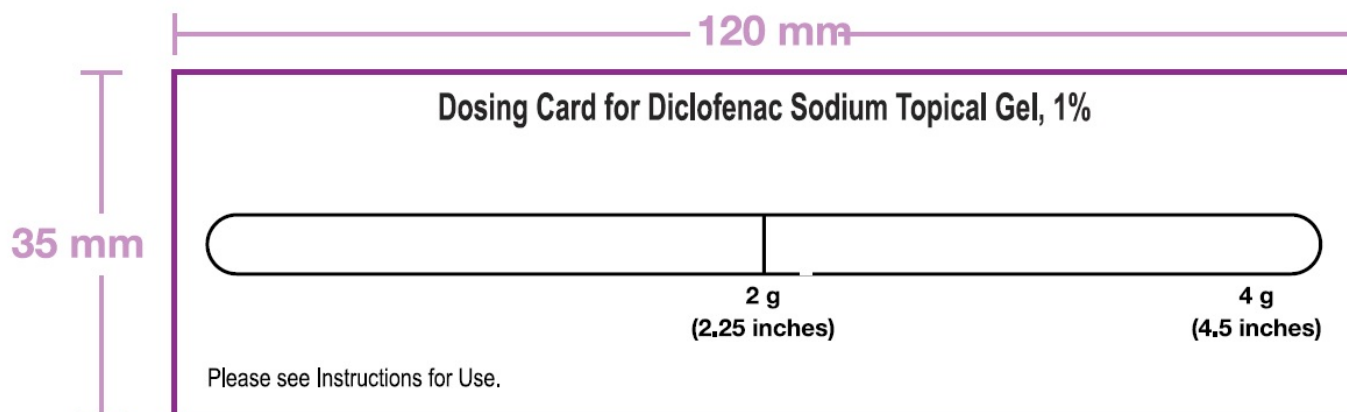 120 mm
Dosing Card for Diclofenac Sodium Topical Gel, 1%
35 mm
2 g
(2.25 inches)
4 g
(4.5 inches)
Please see Instructions for Use.